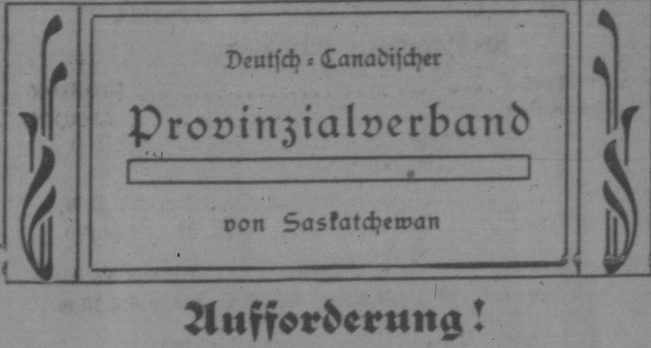 Deutsch-Canadischer
Provinzialverband
von Saskatchewan
Aufforderung!